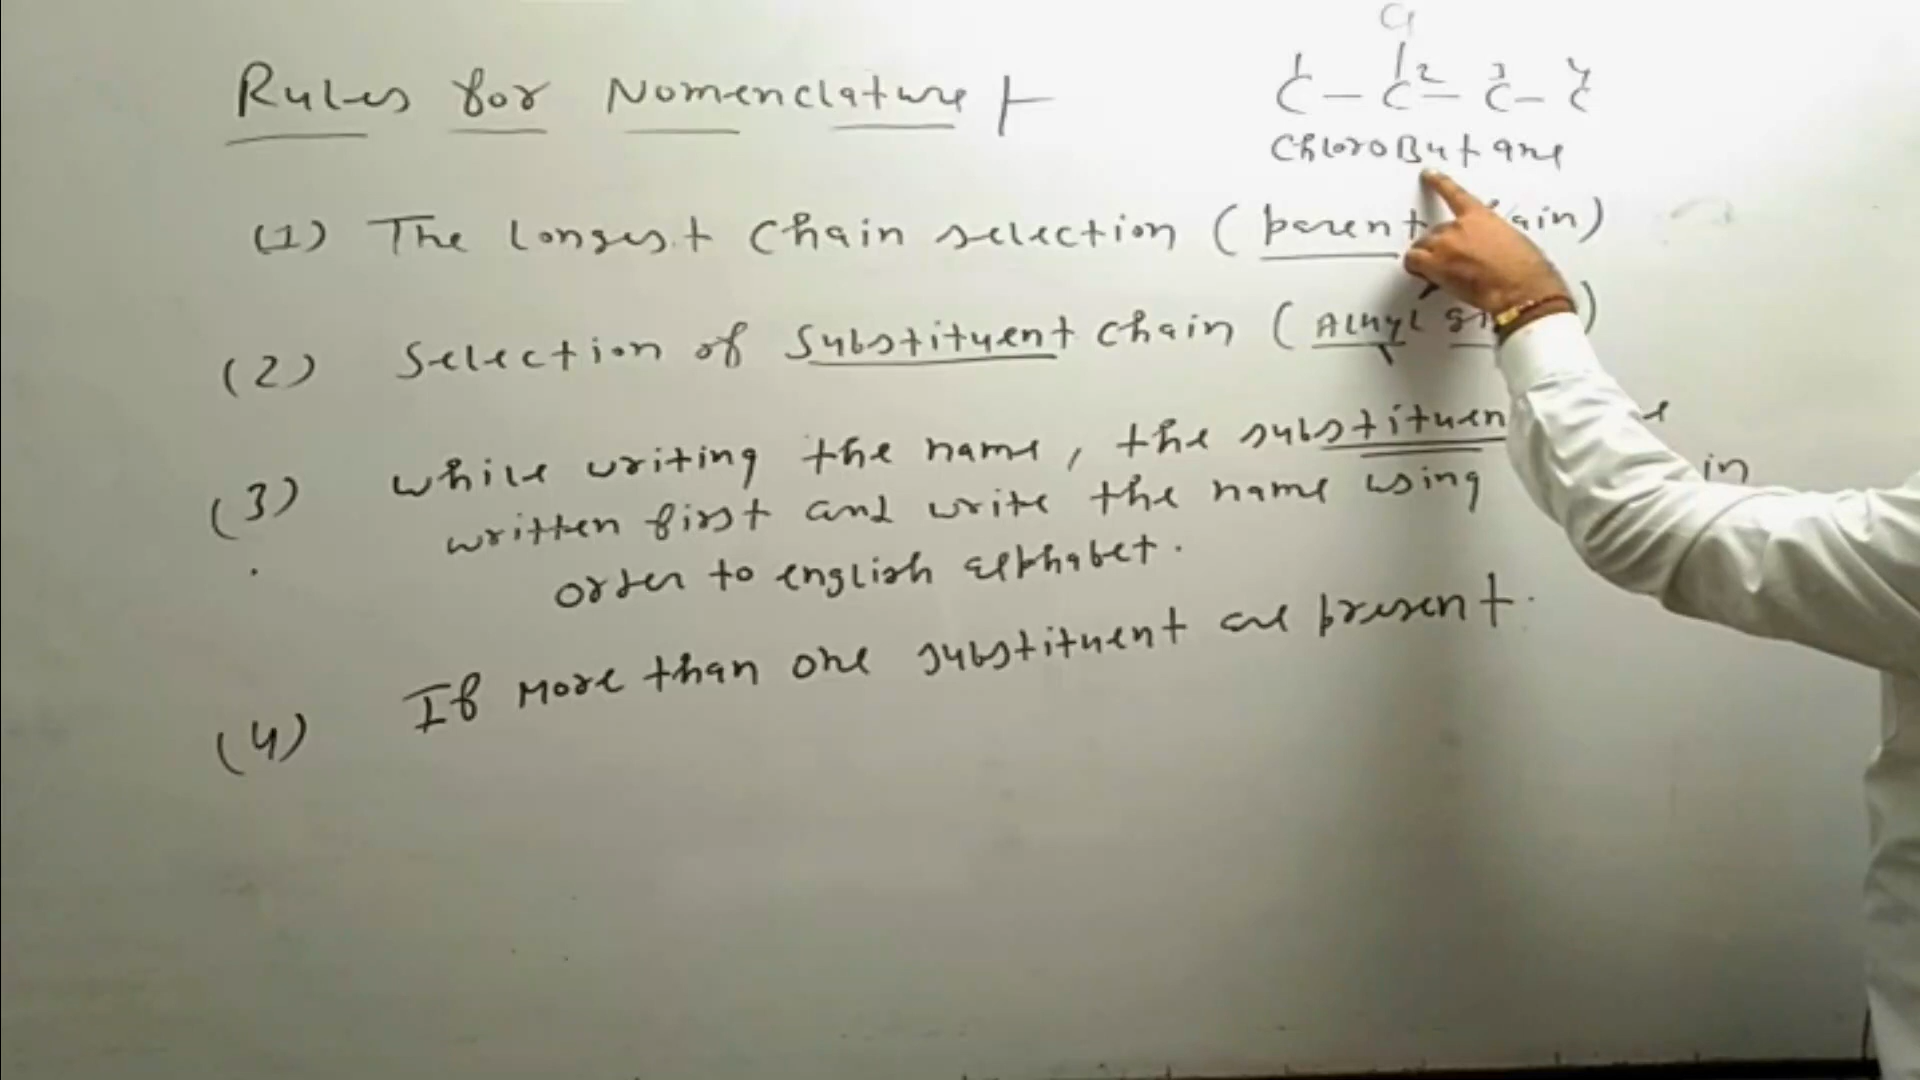 Rules for Nomenclature
Cl
1 2 3 4
C - C - C - C
ChloroButane
(1) The longest chain selection (parent
(2) Selection of Substituent chain (Alkyl
(3) While writing the name, the substituen
written first and write the name using in
order to english alphabet.
(4) If more than one substituent are present.